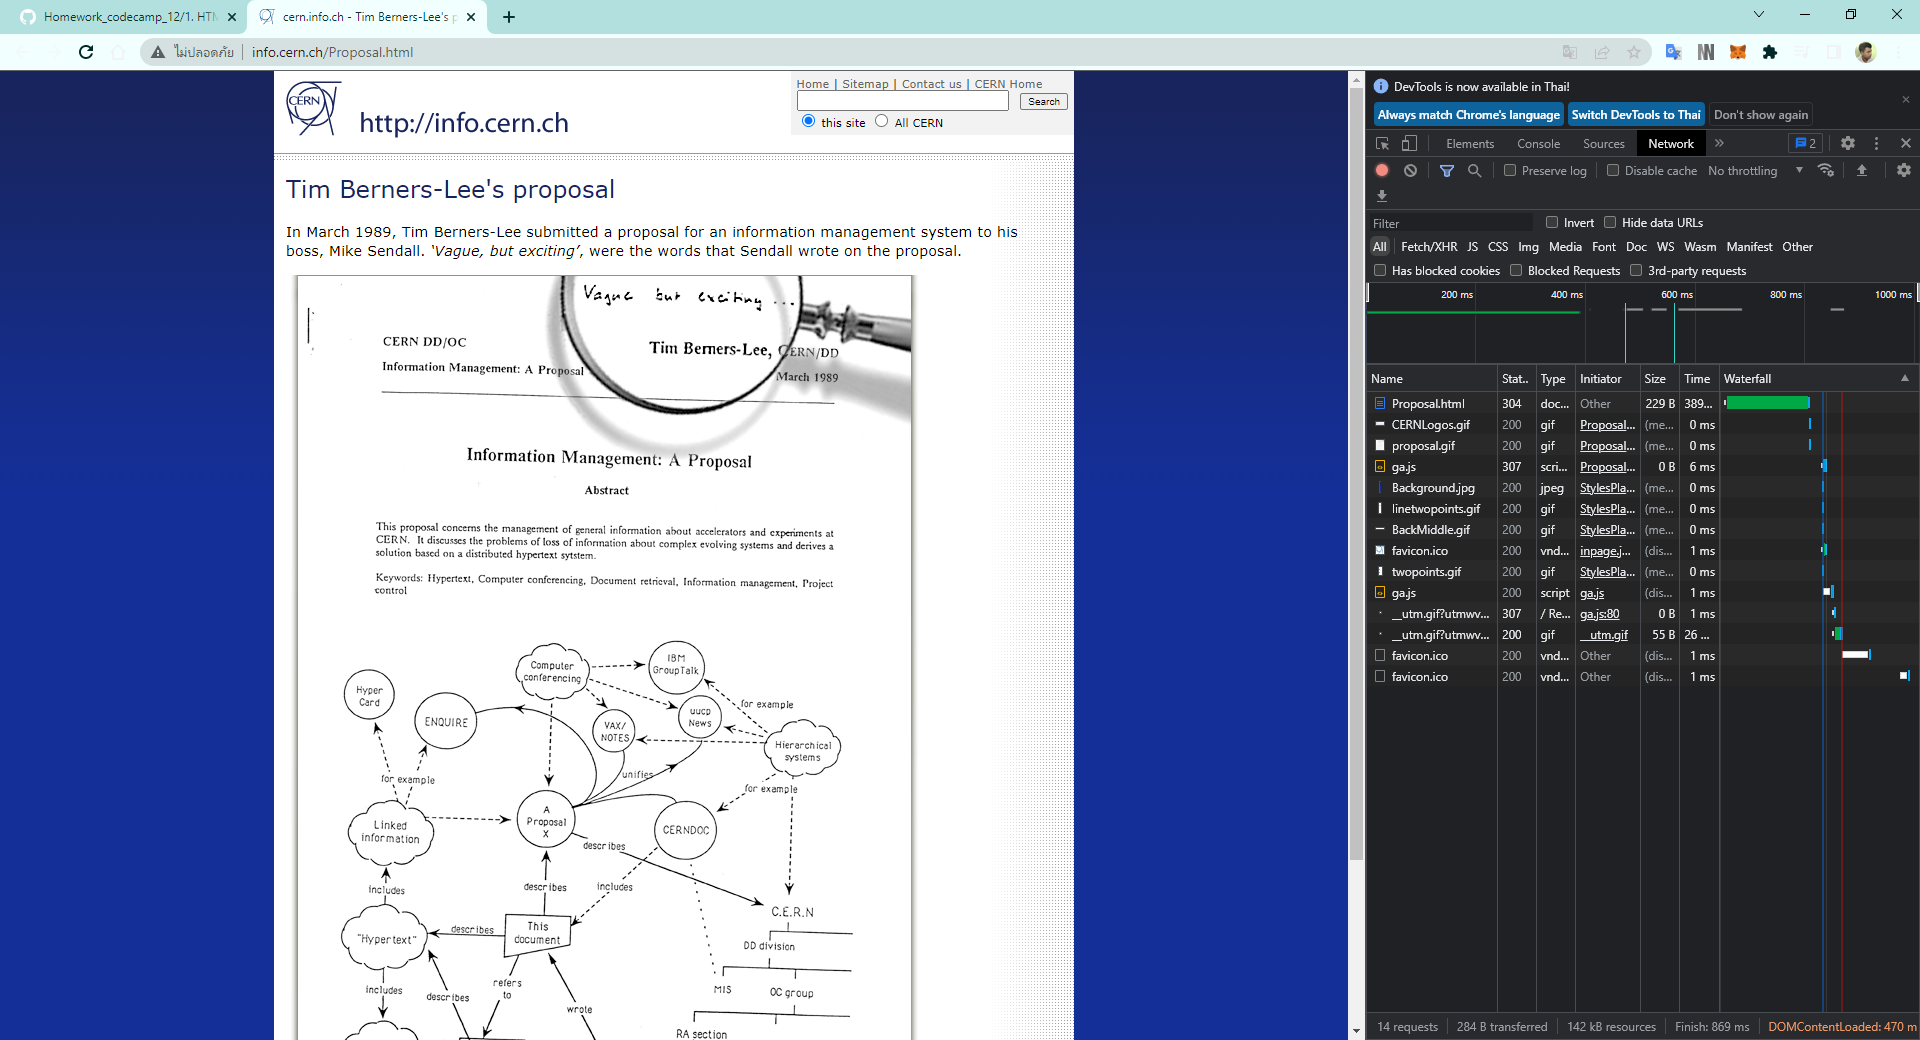 Homework_codecamp_12/1. HTM
cern.info.ch - Tim Berners-Lee's p
ไม่ปลอดภัย
info.cern.ch/Proposal.html
CERN
http://info.cern.ch
Home | Sitemap | Contact us | CERN Home
Search
this site All CERN
Tim Berners-Lee's proposal
In March 1989, Tim Berners-Lee submitted a proposal for an information management system to his
boss, Mike Sendall. ‘Vague, but exciting’, were the words that Sendall wrote on the proposal.
Vague but exciting ...
CERN DD/OC
Tim Berners-Lee, CERN/DD
Information Management: A Proposal
March 1989
Information Management: A Proposal
Abstract
This proposal concerns the management of general information about accelerators and experiments at
CERN. It discusses the problems of loss of information about complex evolving systems and derives a
solution based on a distributed hypertext sytstem.
Keywords: Hypertext, Computer conferencing, Document retrieval, Information management, Project
control
Computer
conferencing
IBM
GroupTalk
Hyper
Card
ENQUIRE
uucp
News
VAX/
NOTES
for example
Hierarchical
systems
unifies
for example
for example
A
Proposal
X
CERNDOC
Linked
information
describes
includes
describes
includes
C.E.R.N
This
document
describes
"Hypertext"
DD division
refers
to
includes
describes
MIS
OC group
wrote
RA section
DevTools is now available in Thai!
Always match Chrome's language
Switch DevTools to Thai
Don't show again
Elements
Console
Sources
Network
2
Preserve log
Disable cache
No throttling
Filter
Invert
Hide data URLs
All Fetch/XHR JS CSS Img Media Font Doc WS Wasm Manifest Other
Has blocked cookies
Blocked Requests
3rd-party requests
200 ms 400 ms 600 ms 800 ms 1000 ms
Name Stat.. Type Initiator Size Time Waterfall
Proposal.html 304 doc... Other 229 B 389...
CERNLogos.gif 200 gif Proposal... (me... 0 ms
proposal.gif 200 gif Proposal... (me... 0 ms
ga.js 307 scri... Proposal... 0 B 6 ms
Background.jpg 200 jpeg StylesPla... (me... 0 ms
linetwopoints.gif 200 gif StylesPla... (me... 0 ms
BackMiddle.gif 200 gif StylesPla... (me... 0 ms
favicon.ico 200 vnd... inpage.j... (dis... 1 ms
twopoints.gif 200 gif StylesPla... (me... 0 ms
ga.js 200 script ga.js (dis... 1 ms
__utm.gif?utmwv... 307 / Re... ga.js:80 0 B 1 ms
__utm.gif?utmwv... 200 gif __utm.gif 55 B 26 ...
favicon.ico 200 vnd... Other (dis... 1 ms
favicon.ico 200 vnd... Other (dis... 1 ms
14 requests 284 B transferred 142 kB resources Finish: 869 ms DOMContentLoaded: 470 m